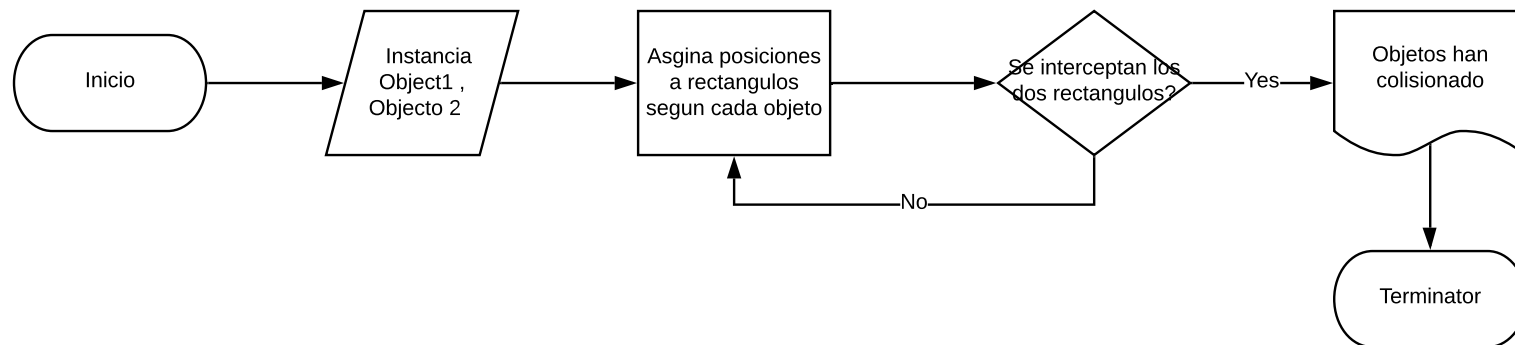 Inicio
Instancia
Object1 ,
Objecto 2
Asgina posiciones
a rectangulos
segun cada objeto
Se interceptan los
dos rectangulos?
Yes
Objetos han
colisionado
No
Terminator